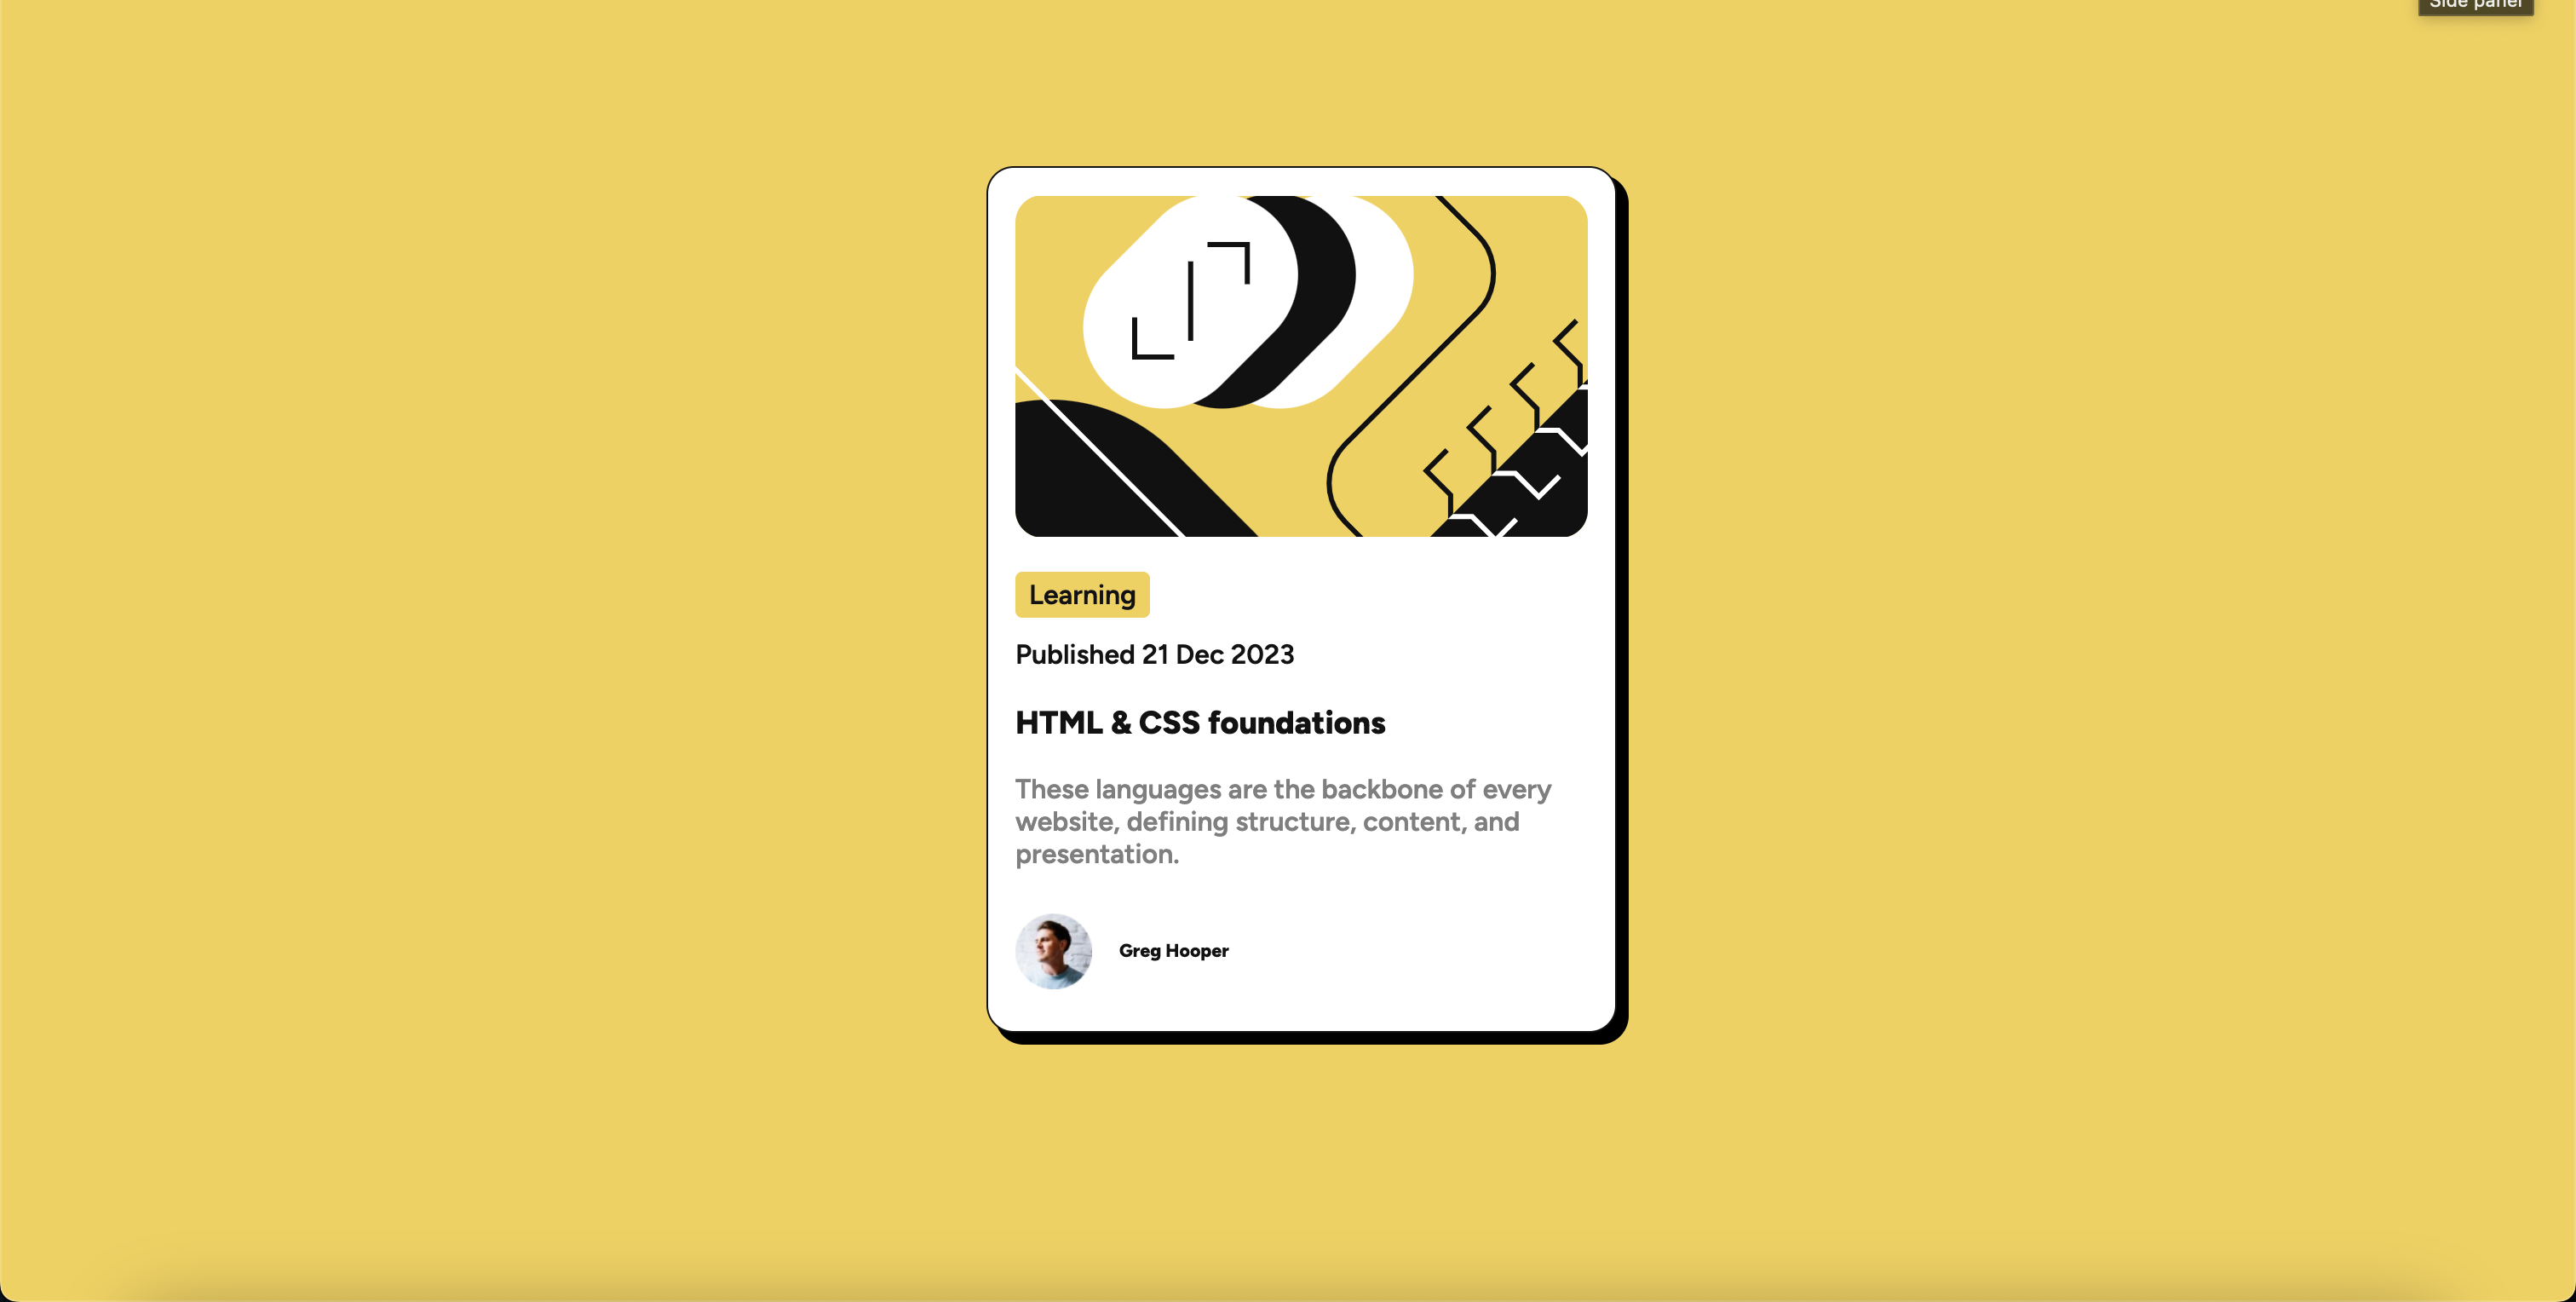 Side panel
Learning
Published 21 Dec 2023
HTML & CSS foundations
These languages are the backbone of every
website, defining structure, content, and
presentation.
Greg Hooper